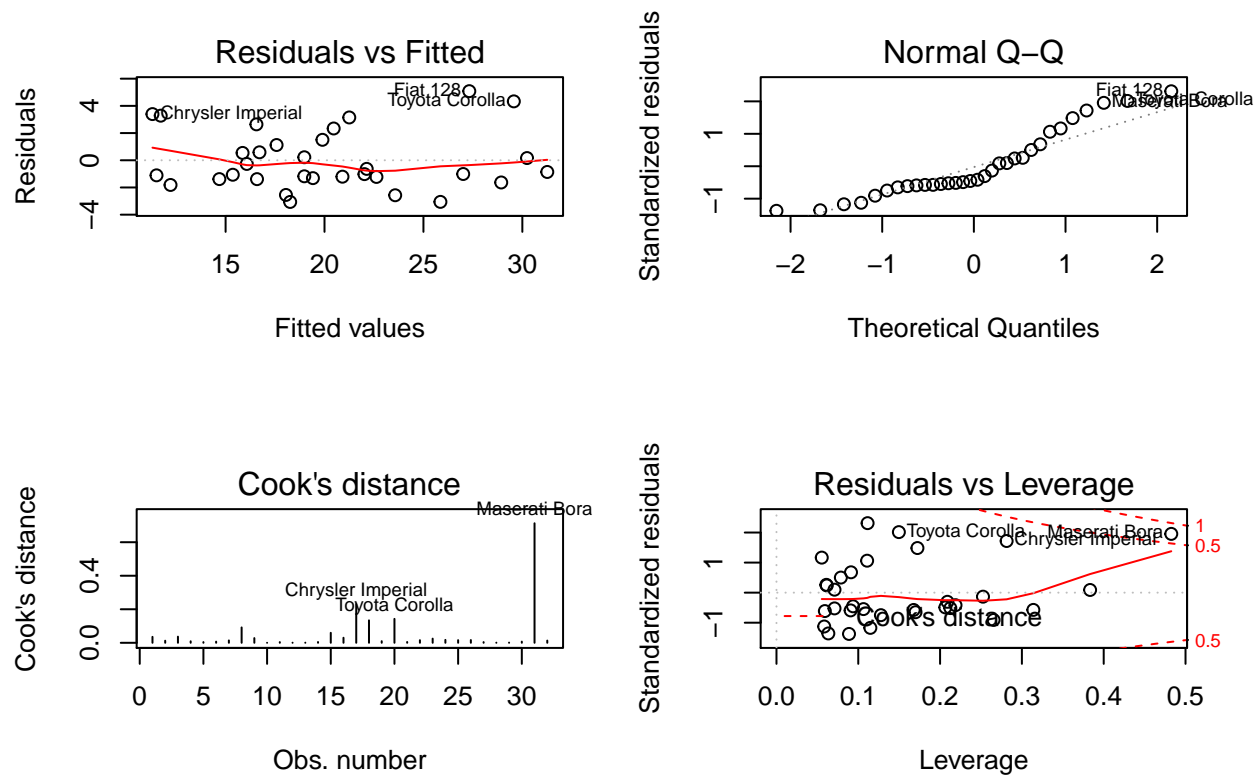 Residuals vs Fitted
Residuals
4
0
−4
Fiat 128
Toyota Corolla
Chrysler Imperial
15 20 25 30
Fitted values
Normal Q−Q
Standardized residuals
1
−1
Fiat 128
Toyota Corolla
Maserati Bora
−2 −1 0 1 2
Theoretical Quantiles
Cook's distance
Cook's distance
0.4
0.0
Maserati Bora
Chrysler Imperial
Toyota Corolla
0 5 10 15 20 25 30
Obs. number
Residuals vs Leverage
Standardized residuals
1
−1
Toyota Corolla
Maserati Bora
Chrysler Imperial
1
0.5
Cook's distance
0.5
0.0 0.1 0.2 0.3 0.4 0.5
Leverage